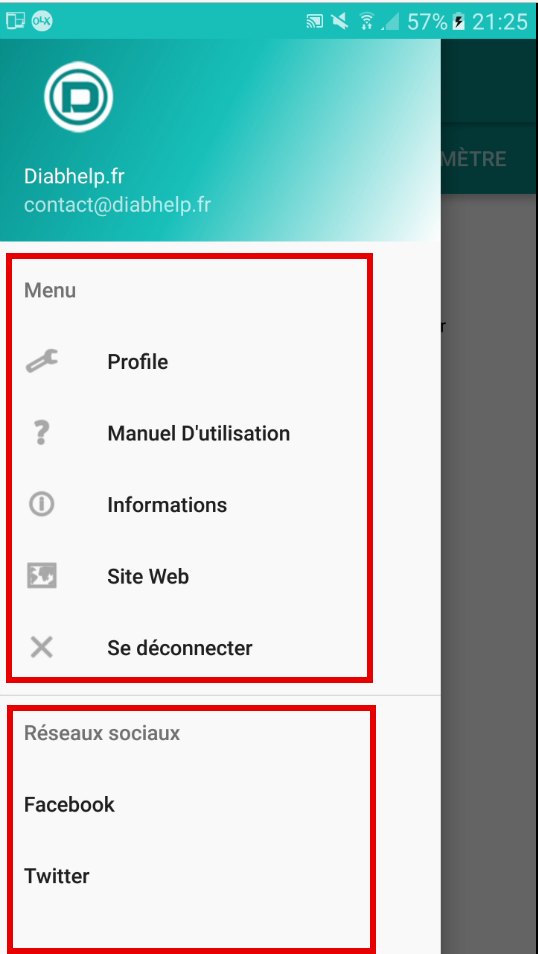 OLX 57% 21:25
MÈTRE
Diabhelp.fr
contact@diabhelp.fr
Menu
r
Profile
Manuel D'utilisation
Informations
Site Web
Se déconnecter
Réseaux sociaux
Facebook
Twitter